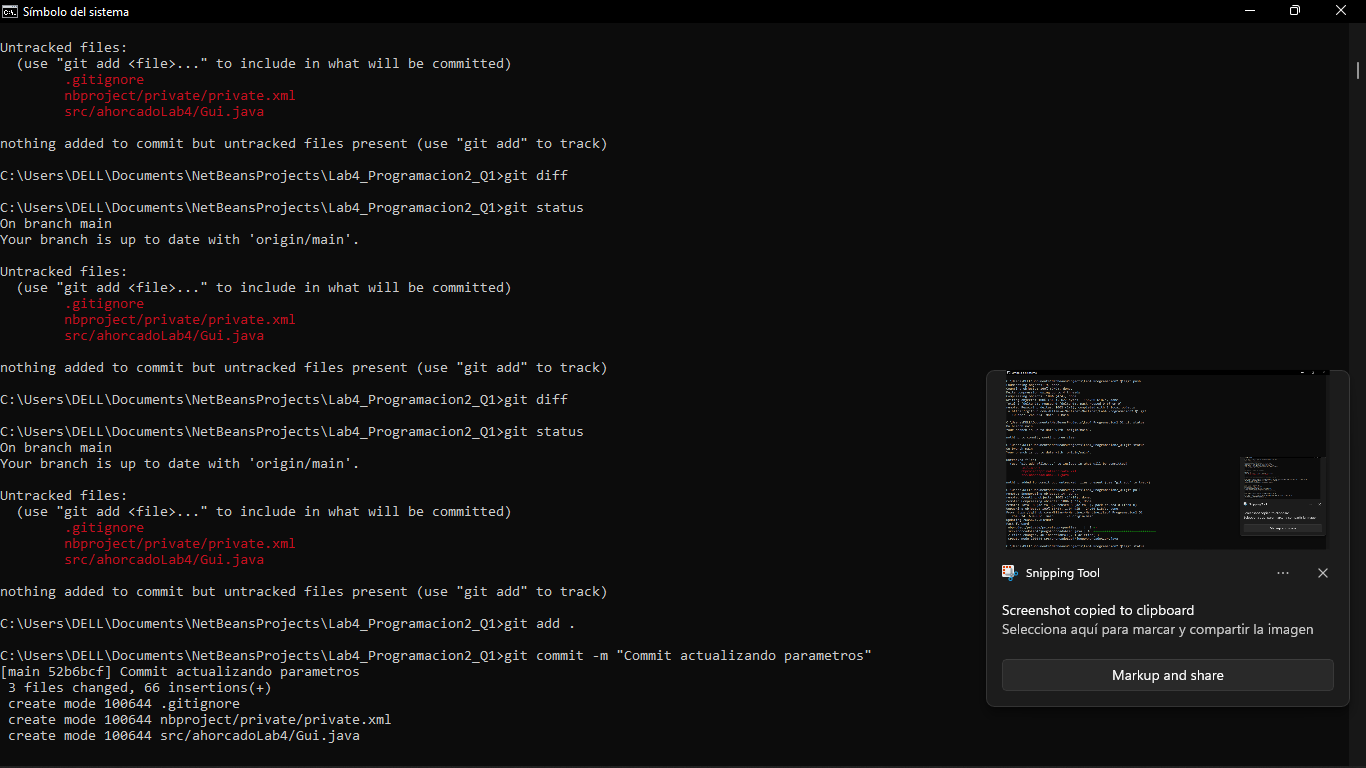 Símbolo del sistema
Untracked files:
(use "git add <file>..." to include in what will be committed)
.gitignore
nbproject/private/private.xml
src/ahorcadoLab4/Gui.java
nothing added to commit but untracked files present (use "git add" to track)
C:\Users\DELL\Documents\NetBeansProjects\Lab4_Programacion2_Q1>git diff
C:\Users\DELL\Documents\NetBeansProjects\Lab4_Programacion2_Q1>git status
On branch main
Your branch is up to date with 'origin/main'.
Untracked files:
(use "git add <file>..." to include in what will be committed)
.gitignore
nbproject/private/private.xml
src/ahorcadoLab4/Gui.java
nothing added to commit but untracked files present (use "git add" to track)
C:\Users\DELL\Documents\NetBeansProjects\Lab4_Programacion2_Q1>git diff
C:\Users\DELL\Documents\NetBeansProjects\Lab4_Programacion2_Q1>git status
On branch main
Your branch is up to date with 'origin/main'.
Untracked files:
(use "git add <file>..." to include in what will be committed)
.gitignore
nbproject/private/private.xml
src/ahorcadoLab4/Gui.java
nothing added to commit but untracked files present (use "git add" to track)
C:\Users\DELL\Documents\NetBeansProjects\Lab4_Programacion2_Q1>git add .
C:\Users\DELL\Documents\NetBeansProjects\Lab4_Programacion2_Q1>git commit -m "Commit actualizando parametros"
[main 52b6bcf] Commit actualizando parametros
3 files changed, 66 insertions(+)
create mode 100644 .gitignore
create mode 100644 nbproject/private/private.xml
create mode 100644 src/ahorcadoLab4/Gui.java
Snipping Tool
Screenshot copied to clipboard
Selecciona aquí para marcar y compartir la imagen
Markup and share